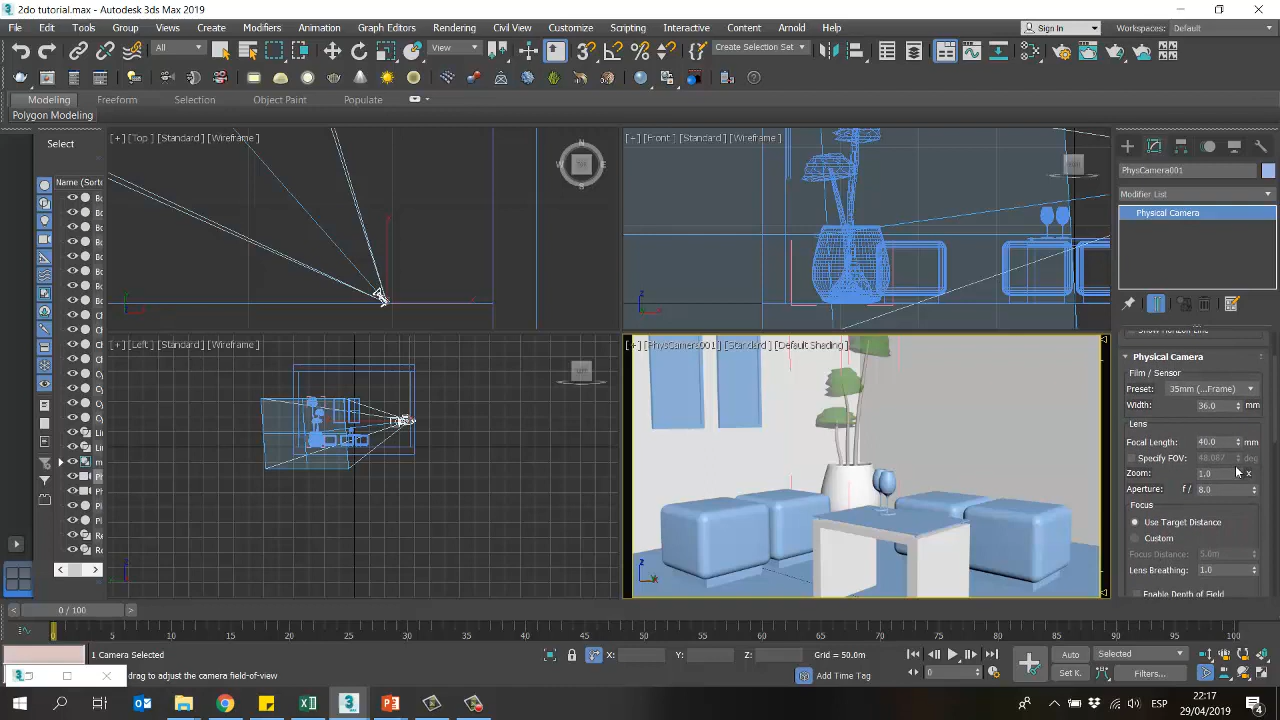 2do tutorial.max - Autodesk 3ds Max 2019
File Edit Tools Group Views Create Modifiers Animation Graph Editors Rendering Civil View Customize Scripting Interactive Content Arnold Help Sign In Workspaces: Default
All View Create Selection Set
Modeling Freeform Selection Object Paint Populate
Polygon Modeling
Select
Name (Sorte
[+] [Top] [Standard] [Wireframe]
[+] [Front] [Standard] [Wireframe]
[+] [Left] [Standard] [Wireframe]
[+] [PhysCamera001] [Standard] [Default Shading]
PhysCamera001
Modifier List
Physical Camera
Show Horizon Line
Physical Camera
Film / Sensor
Preset: 35mm (...Frame)
Width: 36.0 mm
Lens
Focal Length: 40.0 mm
Specify FOV: 48.087 deg
Zoom: 1.0 x
Aperture: f / 8.0
Focus
Use Target Distance
Custom
Focus Distance: 5.0m
Lens Breathing: 1.0
Enable Depth of Field
0 / 100
0 5 10 15 20 25 30 35 40 45 50 55 60 65 70 75 80 85 90 95 100
1 Camera Selected
X: Y: Z: Grid = 50.0m
drag to adjust the camera field-of-view
Add Time Tag
Auto Selected
Set K. Filters...
0
ESP
22:17
29/04/2019
4